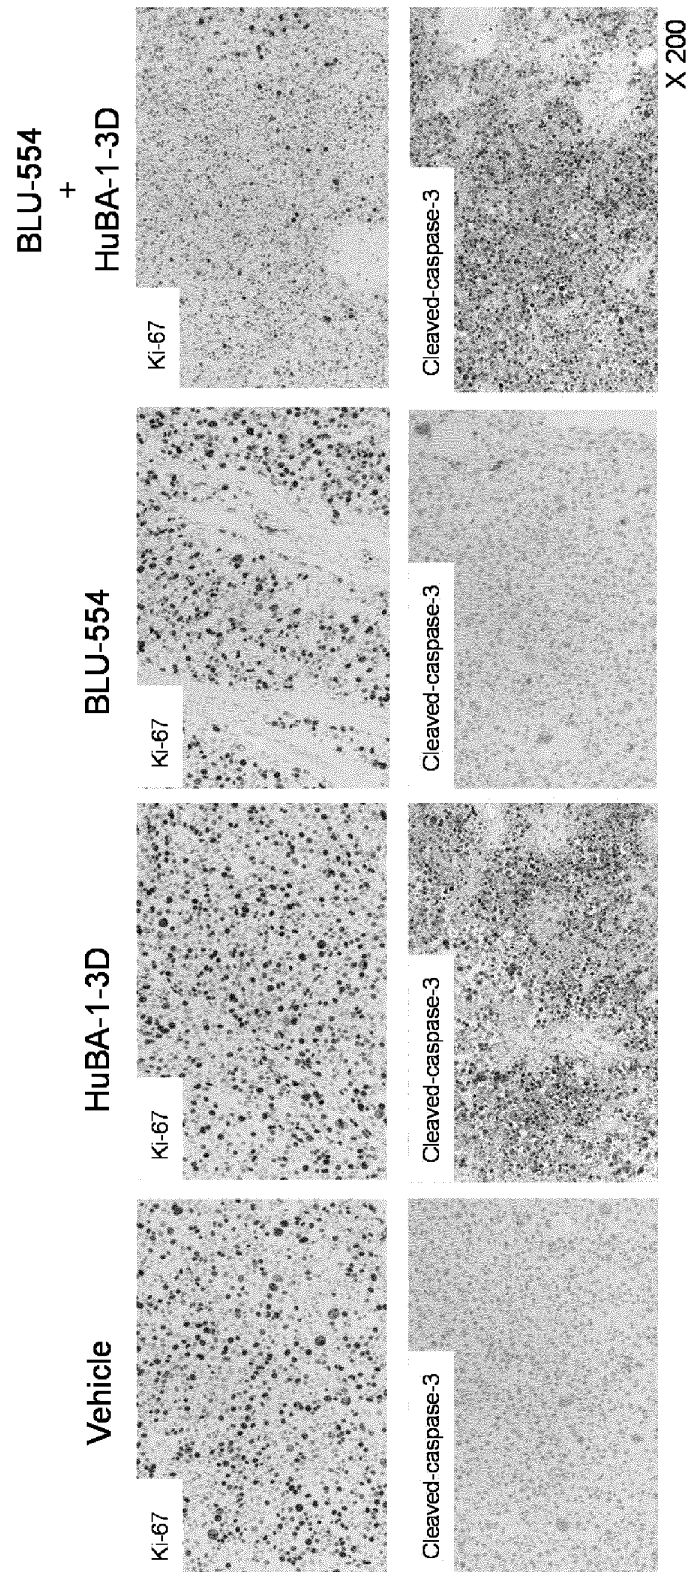 Vehicle
HuBA-1-3D
BLU-554
BLU-554
+
HuBA-1-3D
Ki-67
Ki-67
Ki-67
Ki-67
Cleaved-caspase-3
Cleaved-caspase-3
Cleaved-caspase-3
Cleaved-caspase-3
X 200